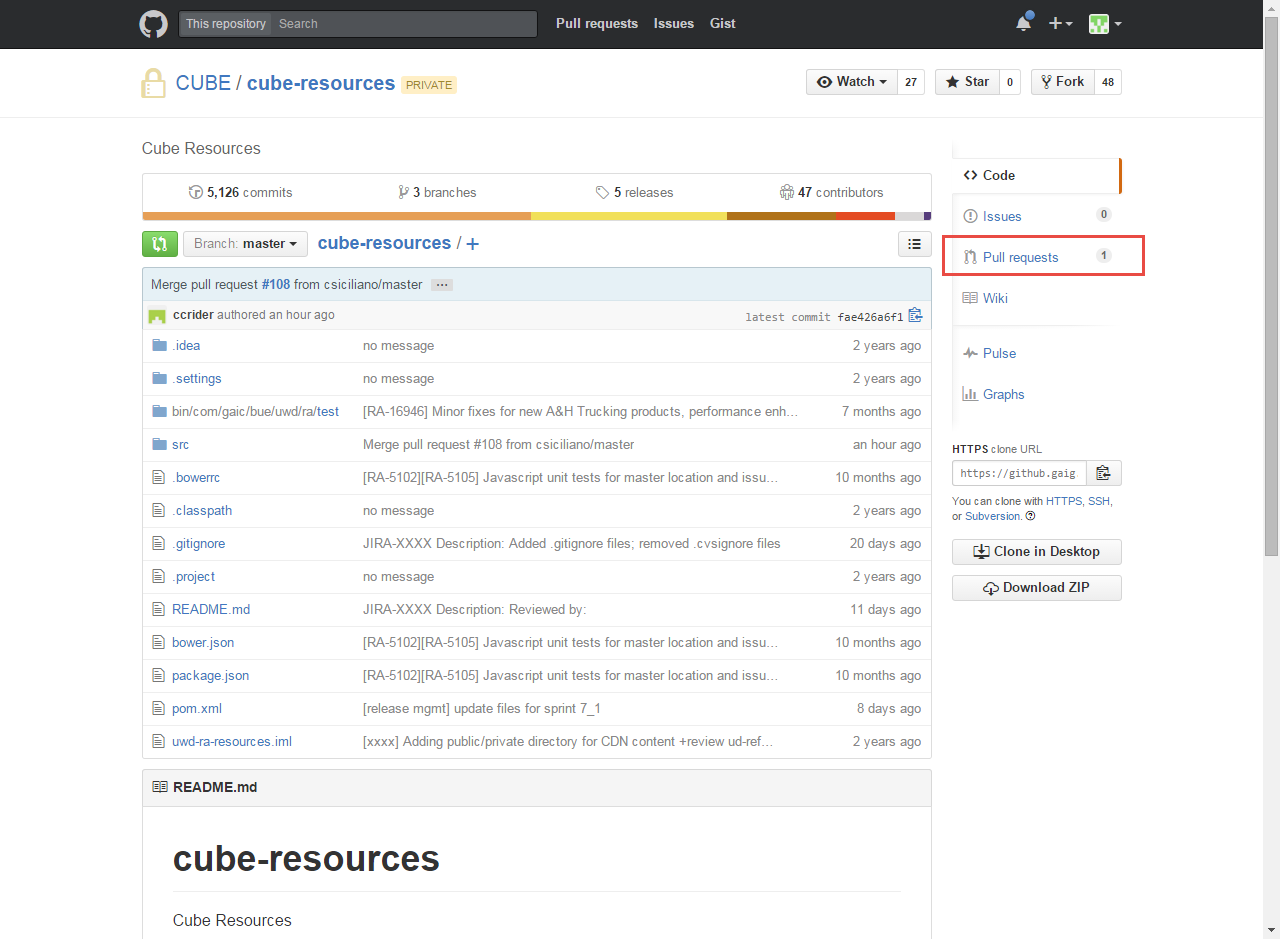 This repository Search Pull requests Issues Gist
CUBE / cube-resources PRIVATE Watch 27 Star 0 Fork 48
Cube Resources
5,126 commits 3 branches 5 releases 47 contributors
Branch: master cube-resources / +
Merge pull request #108 from csiciliano/master …
ccrider authored an hour ago latest commit fae426a6f1
.idea no message 2 years ago
.settings no message 2 years ago
bin/com/gaic/bue/uwd/ra/test [RA-16946] Minor fixes for new A&H Trucking products, performance enh… 7 months ago
src Merge pull request #108 from csiciliano/master an hour ago
.bowerrc [RA-5102][RA-5105] Javascript unit tests for master location and issu… 10 months ago
.classpath no message 2 years ago
.gitignore JIRA-XXXX Description: Added .gitignore files; removed .cvsignore files 20 days ago
.project no message 2 years ago
README.md JIRA-XXXX Description: Reviewed by: 11 days ago
bower.json [RA-5102][RA-5105] Javascript unit tests for master location and issu… 10 months ago
package.json [RA-5102][RA-5105] Javascript unit tests for master location and issu… 10 months ago
pom.xml [release mgmt] update files for sprint 7_1 8 days ago
uwd-ra-resources.iml [xxxx] Adding public/private directory for CDN content +review ud-ref… 2 years ago
README.md
cube-resources
Cube Resources
Code
Issues 0
Pull requests 1
Wiki
Pulse
Graphs
HTTPS clone URL
https://github.gaig
You can clone with HTTPS, SSH,
or Subversion.
Clone in Desktop
Download ZIP